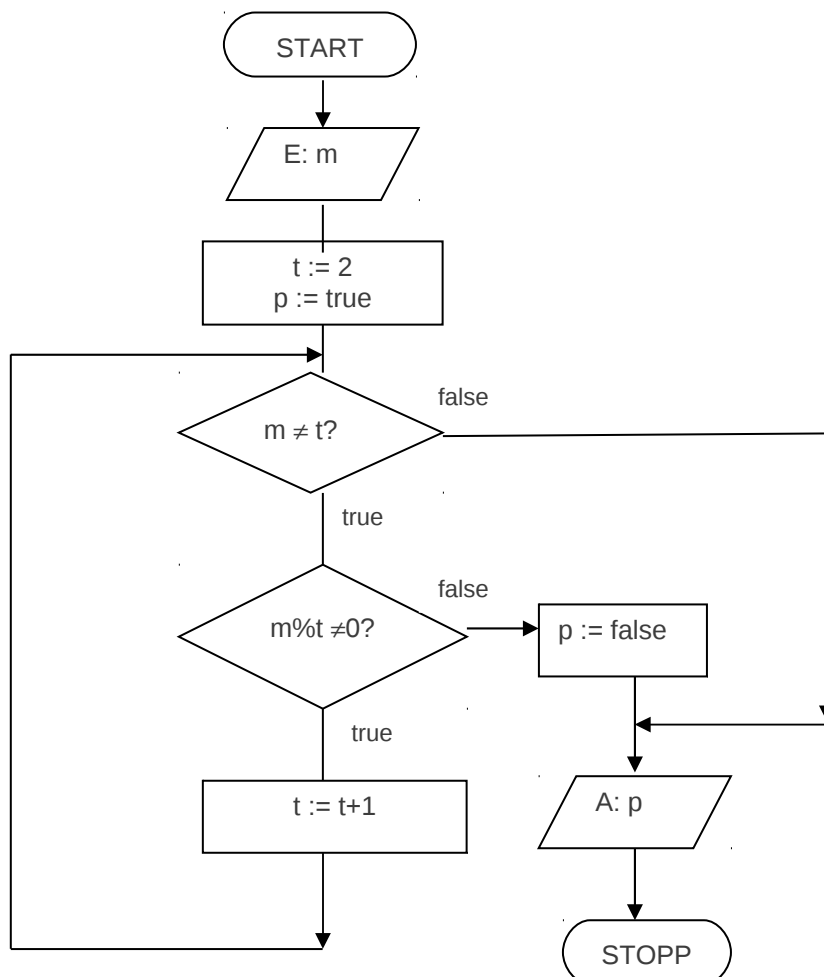 START
E: m
t := 2
p := true
false
m ≠ t?
true
false
m%t ≠0?
p := false
true
t := t+1
A: p
STOPP